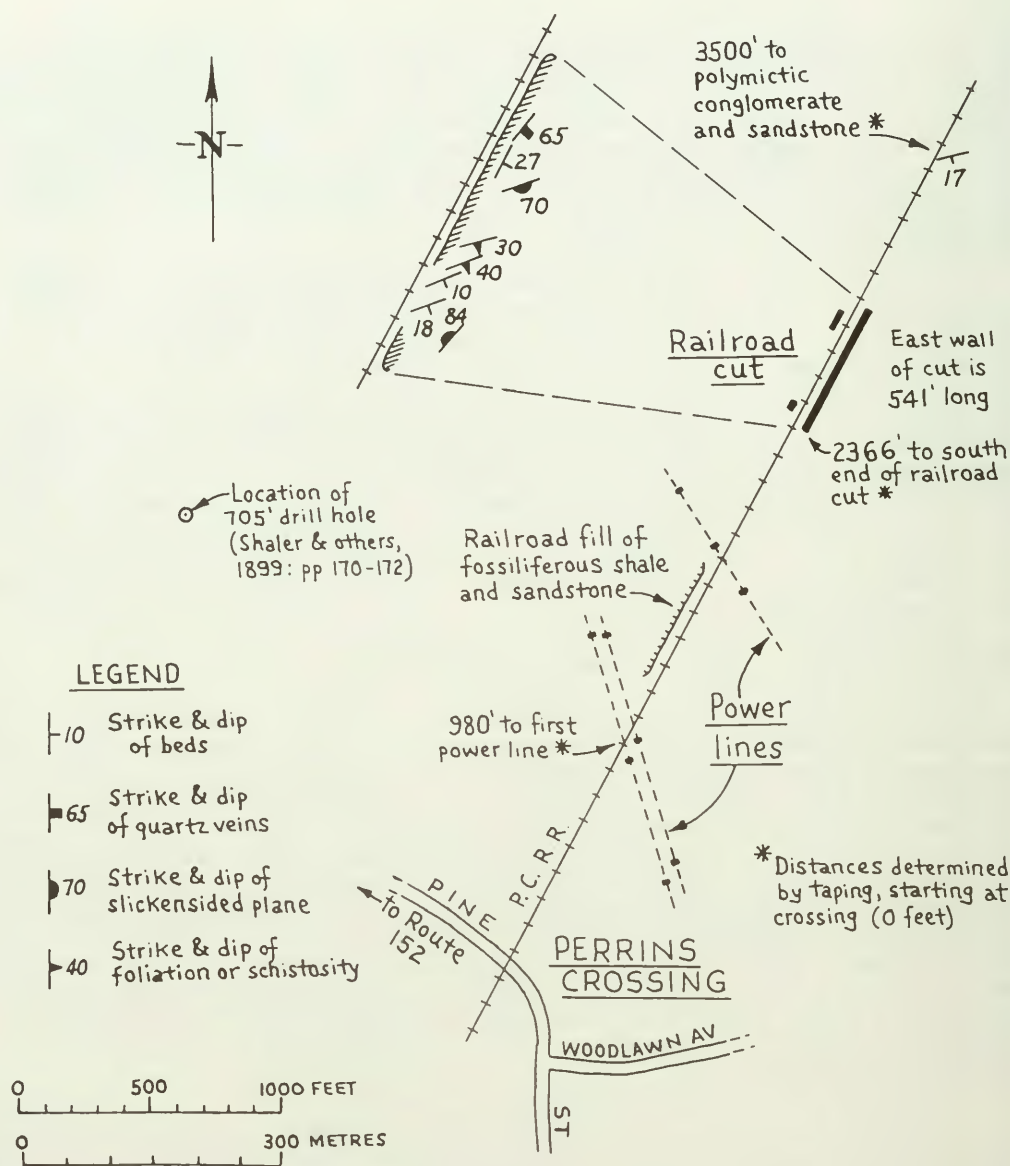 3500' to
polymictic
conglomerate
and sandstone *
17
-N-
65
27
70
30
40
10
18
84
Railroad
cut
East wall
of cut is
541' long
2366' to south
end of railroad
cut *
Location of
705' drill hole
(Shaler & others,
1899: pp 170-172)
Railroad fill of
fossiliferous shale
and sandstone
LEGEND
10 Strike & dip
of beds
65 Strike & dip
of quartz veins
70 Strike & dip of
slickensided plane
40 Strike & dip of
foliation or schistosity
980' to first
power line *
Power
lines
* Distances determined
by taping, starting at
crossing (0 feet)
P.C.R.R.
PINE
to Route
152
PERRINS
CROSSING
WOODLAWN AV
ST
0 500 1000 FEET
0 300 METRES